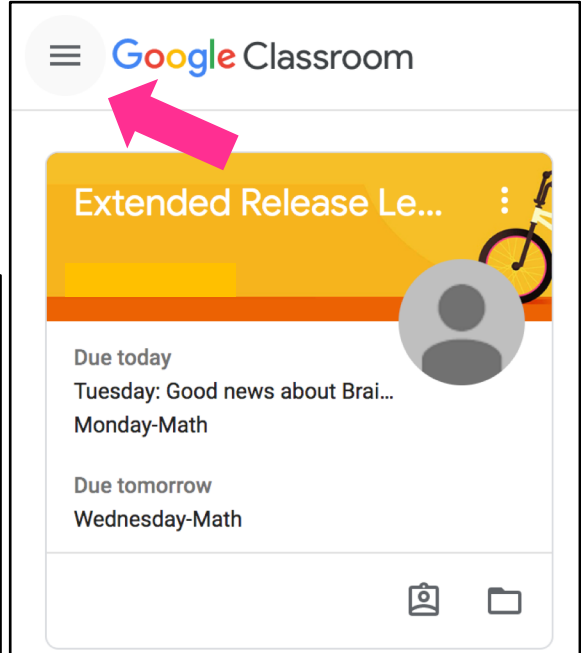 Google Classroom
Extended Release Le...
Due today
Tuesday: Good news about Brai...
Monday-Math
Due tomorrow
Wednesday-Math